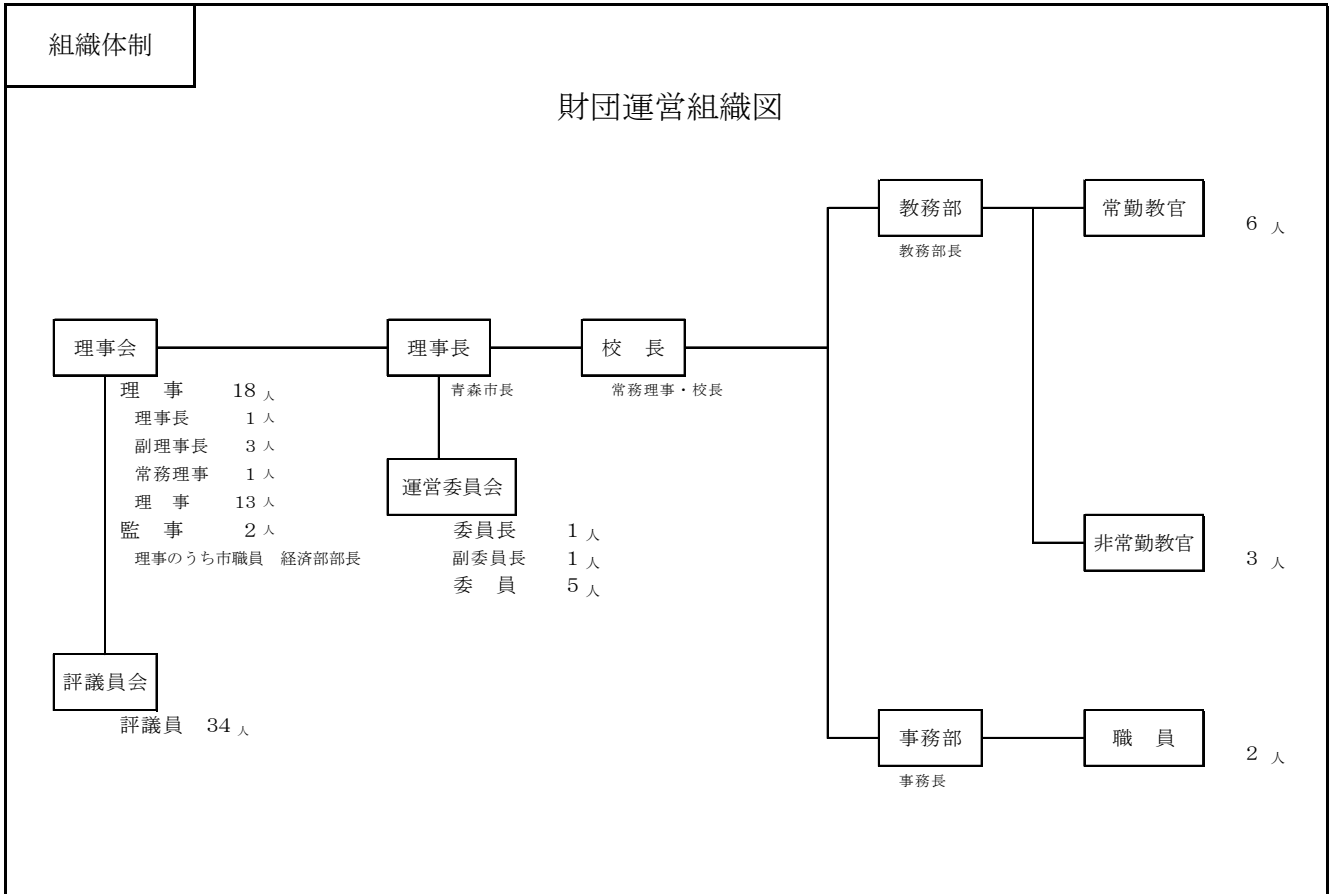 組織体制
財団運営組織図
教務部
教務部長
常勤教官
6 人
理事会
理　事　18 人
理事長　1 人
副理事長　3 人
常務理事　1 人
理　事　13 人
監　事　2 人
理事のうち市職員　経済部部長
理事長
青森市長
校　長
常務理事・校長
運営委員会
委員長　1 人
副委員長　1 人
委　員　5 人
非常勤教官
3 人
評議員会
評議員　34 人
事務部
事務長
職　員
2 人